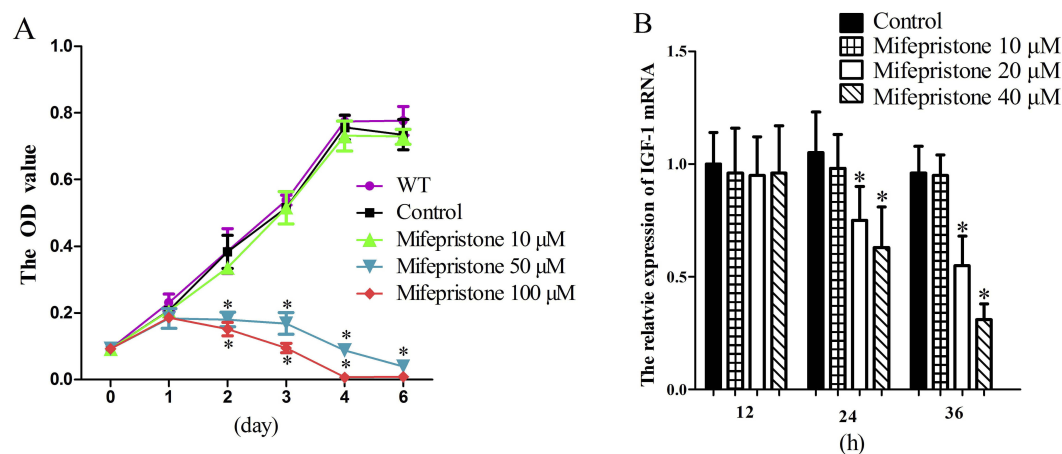 A
The OD value
1.0
0.8
0.6
0.4
0.2
0.0
WT
Control
Mifepristone 10 μM
Mifepristone 50 μM
Mifepristone 100 μM
* * * *
* * *
0 1 2 3 4 6
(day)
B
Control
Mifepristone 10 μM
Mifepristone 20 μM
Mifepristone 40 μM
The relatvie expression of IGF-1 mRNA
1.5
1.0
0.5
0.0
* * * *
12 24 36
(h)